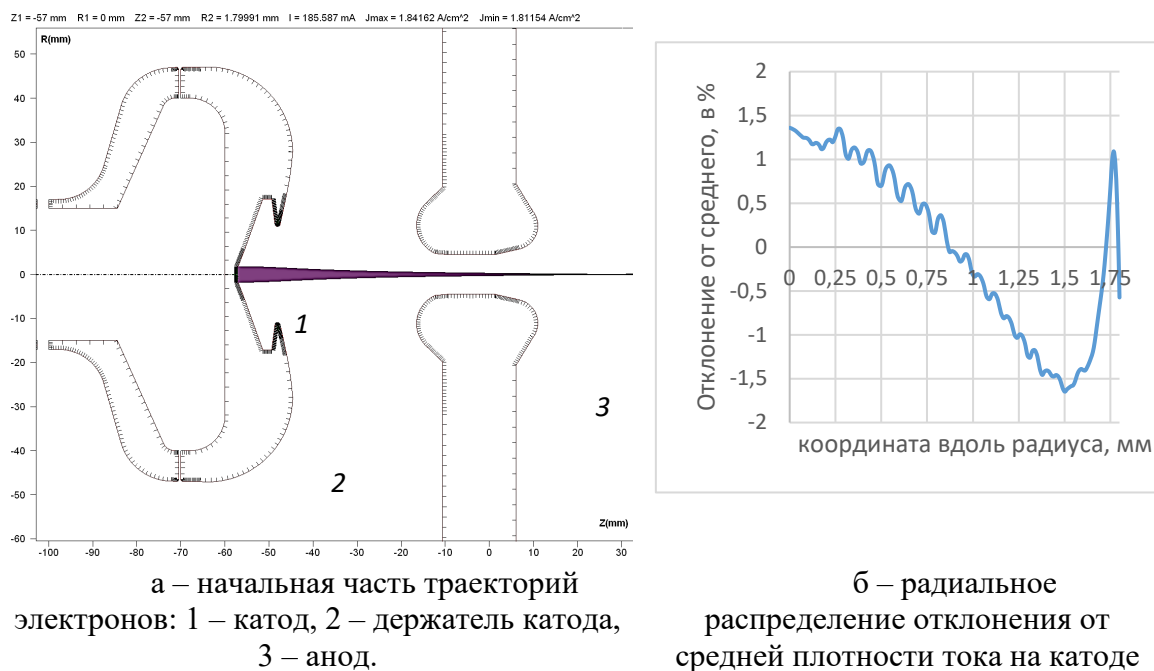 Z1 = -57 mm R1 = 0 mm Z2 = -57 mm R2 = 1.79991 mm I = 185.587 mA Jmax = 1.84162 A/cm^2 Jmin = 1.81154 A/cm^2
R(mm)
50
40
30
20
10
0
-10
-20
-30
-40
-50
-60
1
2
3
Z(mm)
-100 -90 -80 -70 -60 -50 -40 -30 -20 -10 0 10 20 30
Отклонение от среднего, в %
2
1,5
1
0,5
0
-0,5
-1
-1,5
-2
0 0,25 0,5 0,75 1 1,25 1,5 1,75
координата вдоль радиуса, мм
а – начальная часть траекторий
электронов: 1 – катод, 2 – держатель катода,
3 – анод.
б – радиальное
распределение отклонения от
средней плотности тока на катоде